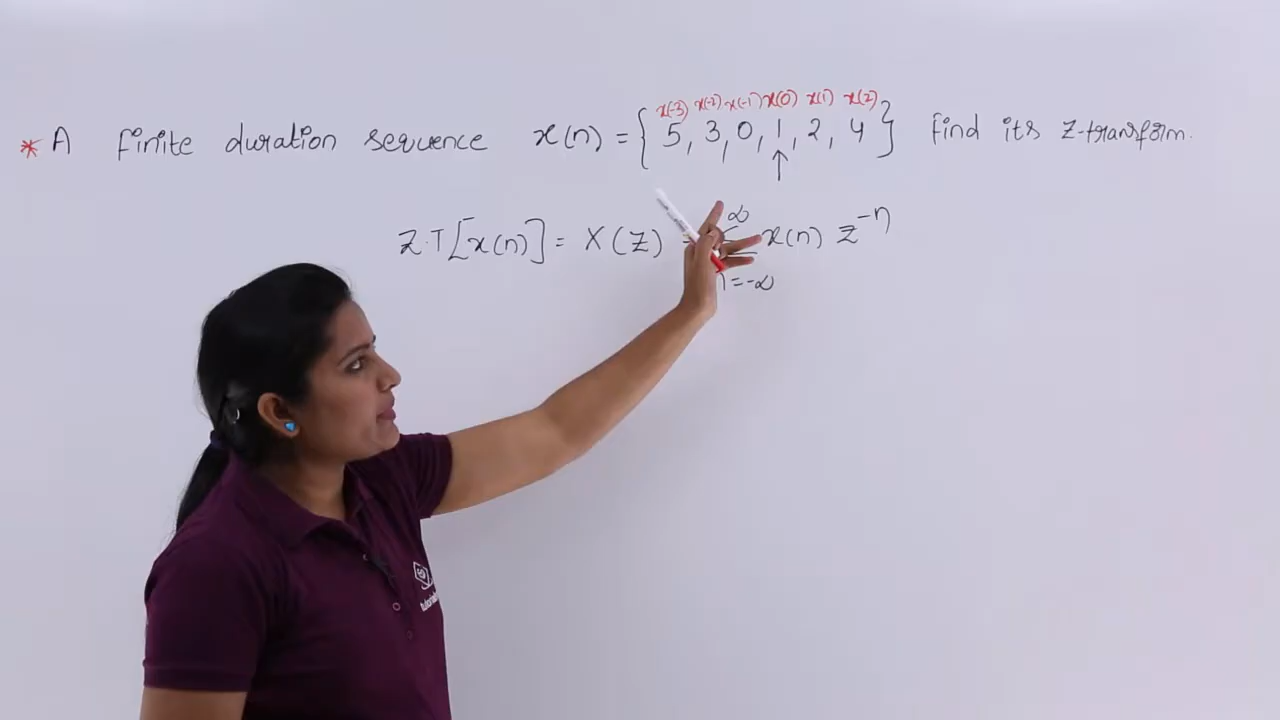 x(-3) x(-2) x(-1) x(0) x(1) x(2)
* A finite duration sequence x(n) = { 5, 3, 0, 1, 2, 4 } find its Z-transform.
↑
Z.T[x(n)] = X(Z) = ∞ x(n) z⁻ⁿ
n=-∞